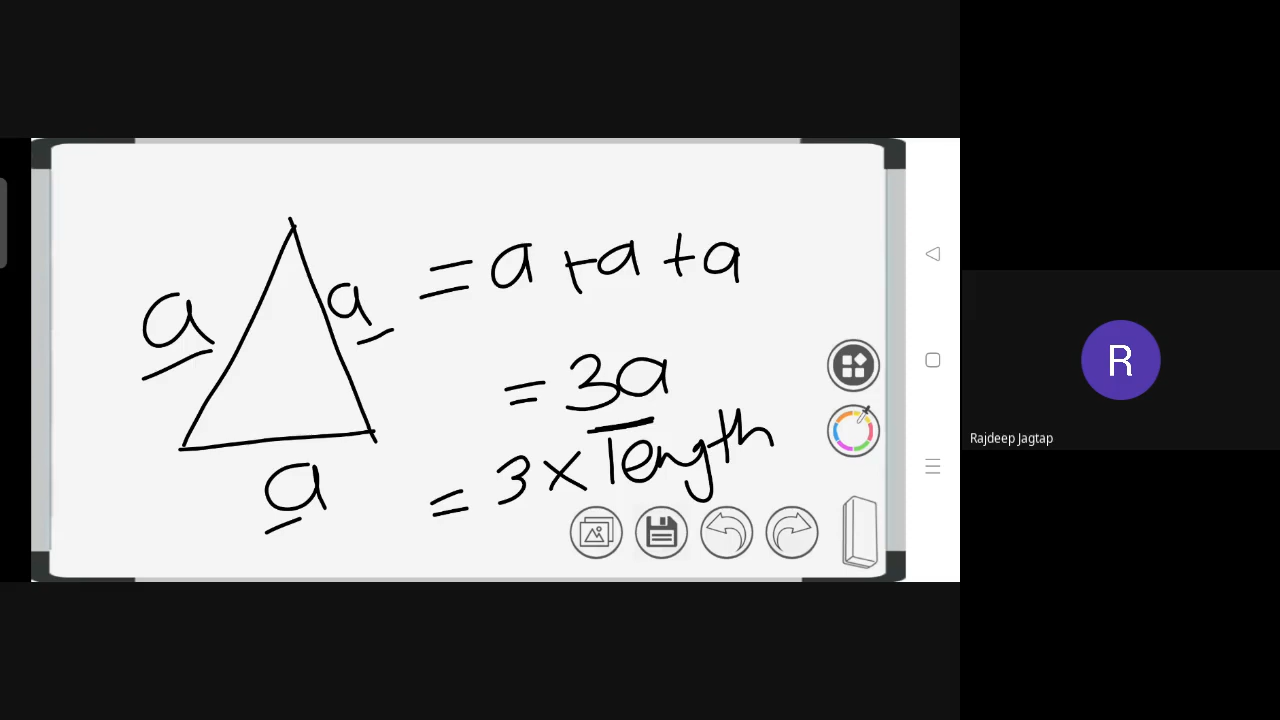 a
a
a
= a + a + a
= 3a
= 3 x length
R
Rajdeep Jagtap